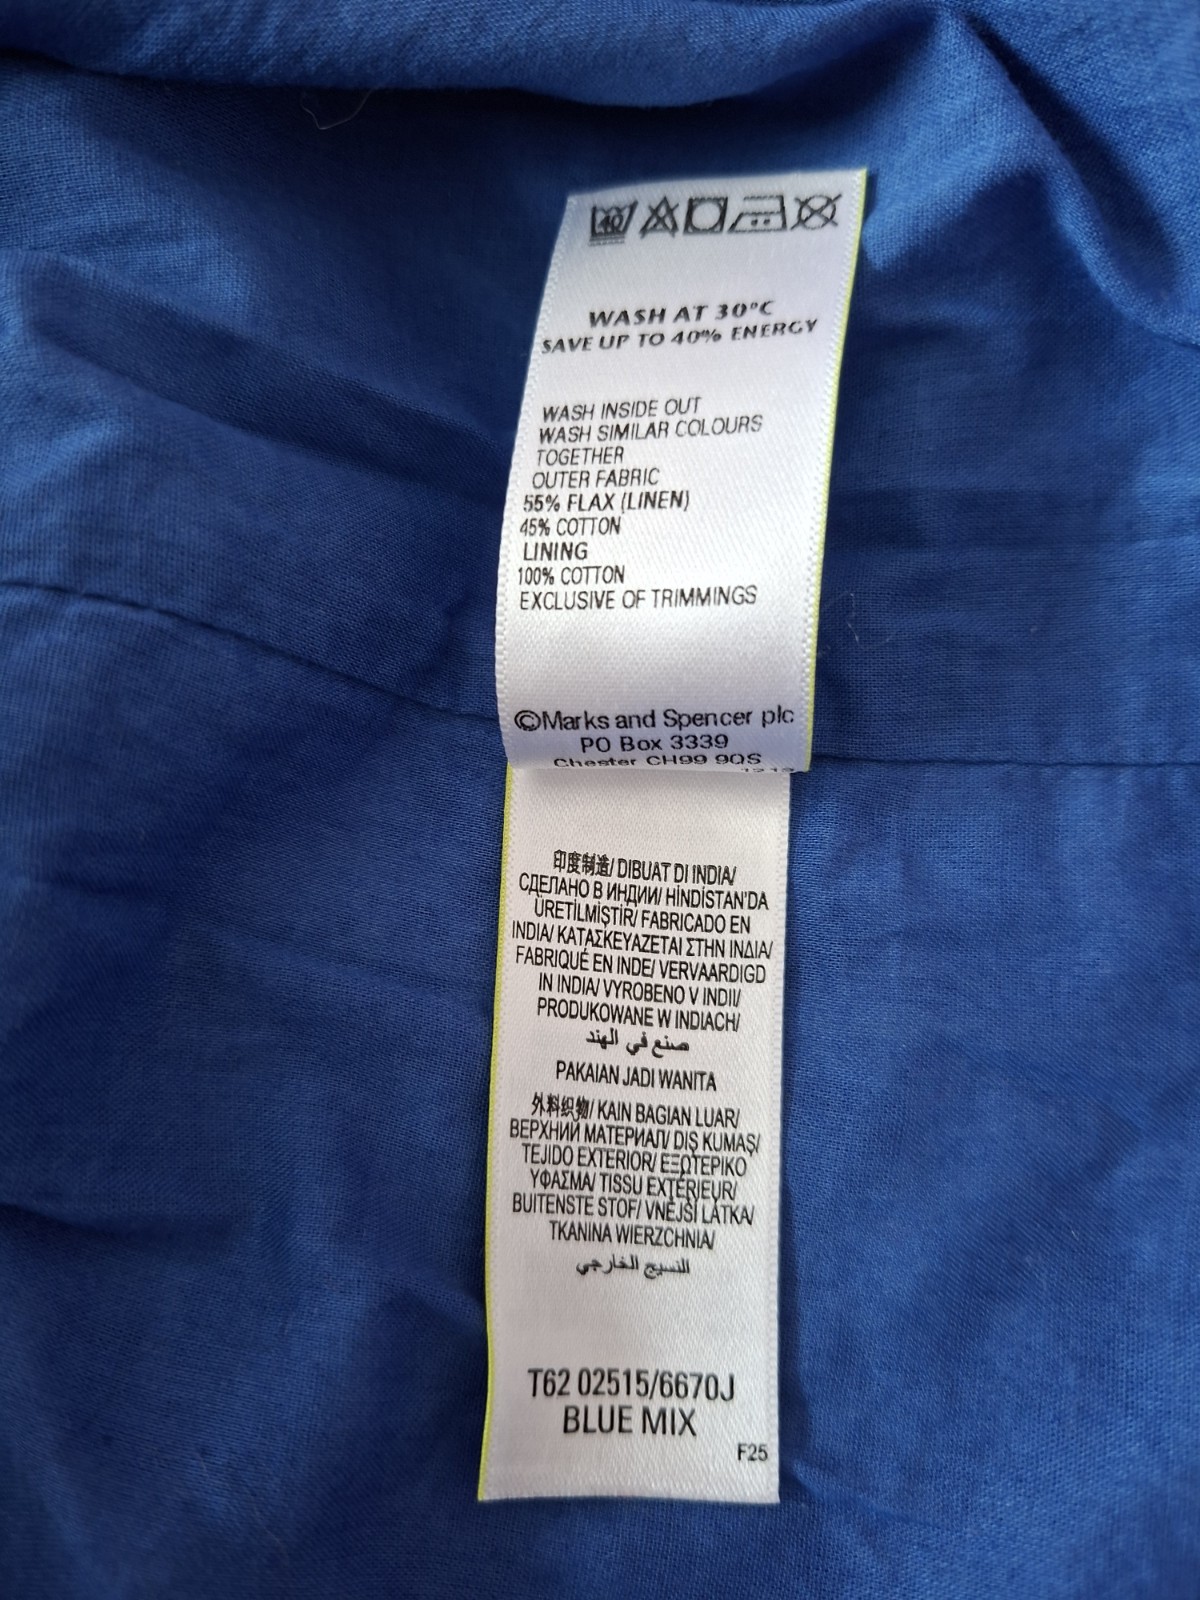 40
WASH AT 30°C
SAVE UP TO 40% ENERGY
WASH INSIDE OUT
WASH SIMILAR COLOURS
TOGETHER
OUTER FABRIC
55% FLAX (LINEN)
45% COTTON
LINING
100% COTTON
EXCLUSIVE OF TRIMMINGS
©Marks and Spencer plc
PO Box 3339
Chester CH99 9QS
印度制造/ DIBUAT DI INDIA/
СДЕЛАНО В ИНДИИ/ HİNDİSTAN'DA
ÜRETİLMİŞTİR/ FABRICADO EN
INDIA/ ΚΑΤΑΣΚΕΥΑΖΕΤΑΙ ΣΤΗΝ ΙΝΔΙΑ/
FABRIQUÉ EN INDE/ VERVAARDIGD
IN INDIA/ VYROBENO V INDII/
PRODUKOWANE W INDIACH/
صنع في الهند
PAKAIAN JADI WANITA
外料织物/ KAIN BAGIAN LUAR/
ВЕРХНИЙ МАТЕРИАЛ/ DIŞ KUMAŞ/
TEJIDO EXTERIOR/ ΕΞΩΤΕΡΙΚΟ
ΥΦΑΣΜΑ/ TISSU EXTÉRIEUR/
BUITENSTE STOF/ VNĚJŠÍ LÁTKA/
TKANINA WIERZCHNIA/
النسيج الخارجي
T62 02515/6670J
BLUE MIX
F25